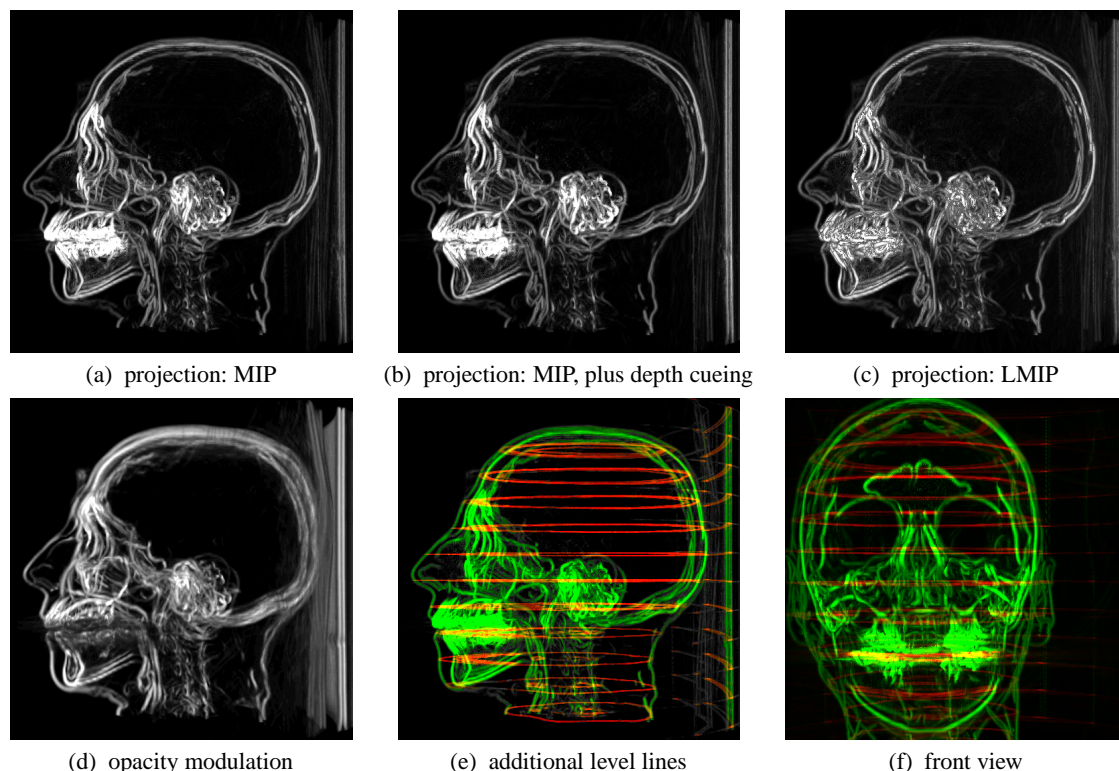 (a) projection: MIP
(b) projection: MIP, plus depth cueing
(c) projection: LMIP
(d) opacity modulation
(e) additional level lines
(f) front view